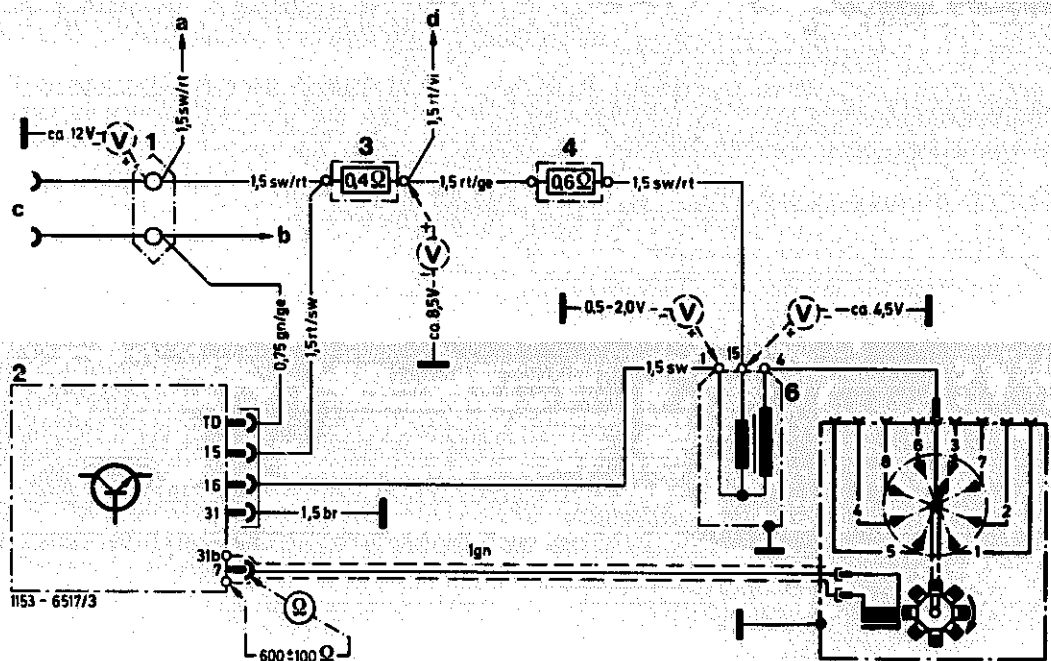 a
d
1,5 sw/rt
1,5 rt/vi
ca. 12V
V
1
3
4
0,4Ω
0,6Ω
1,5 sw/rt
1,5 rt/ge
1,5 sw/rt
c
b
V
0,75 gn/ge
1,5 rt/sw
ca. 8,5V
0,5-2,0V
V
V
ca. 4,5V
1,5 sw
1
15
4
6
2
TD
15
16
31
1,5 br
31b
7
1gn
Ω
600±100Ω
1153 - 6517/3
6
3
8
7
4
2
5
1